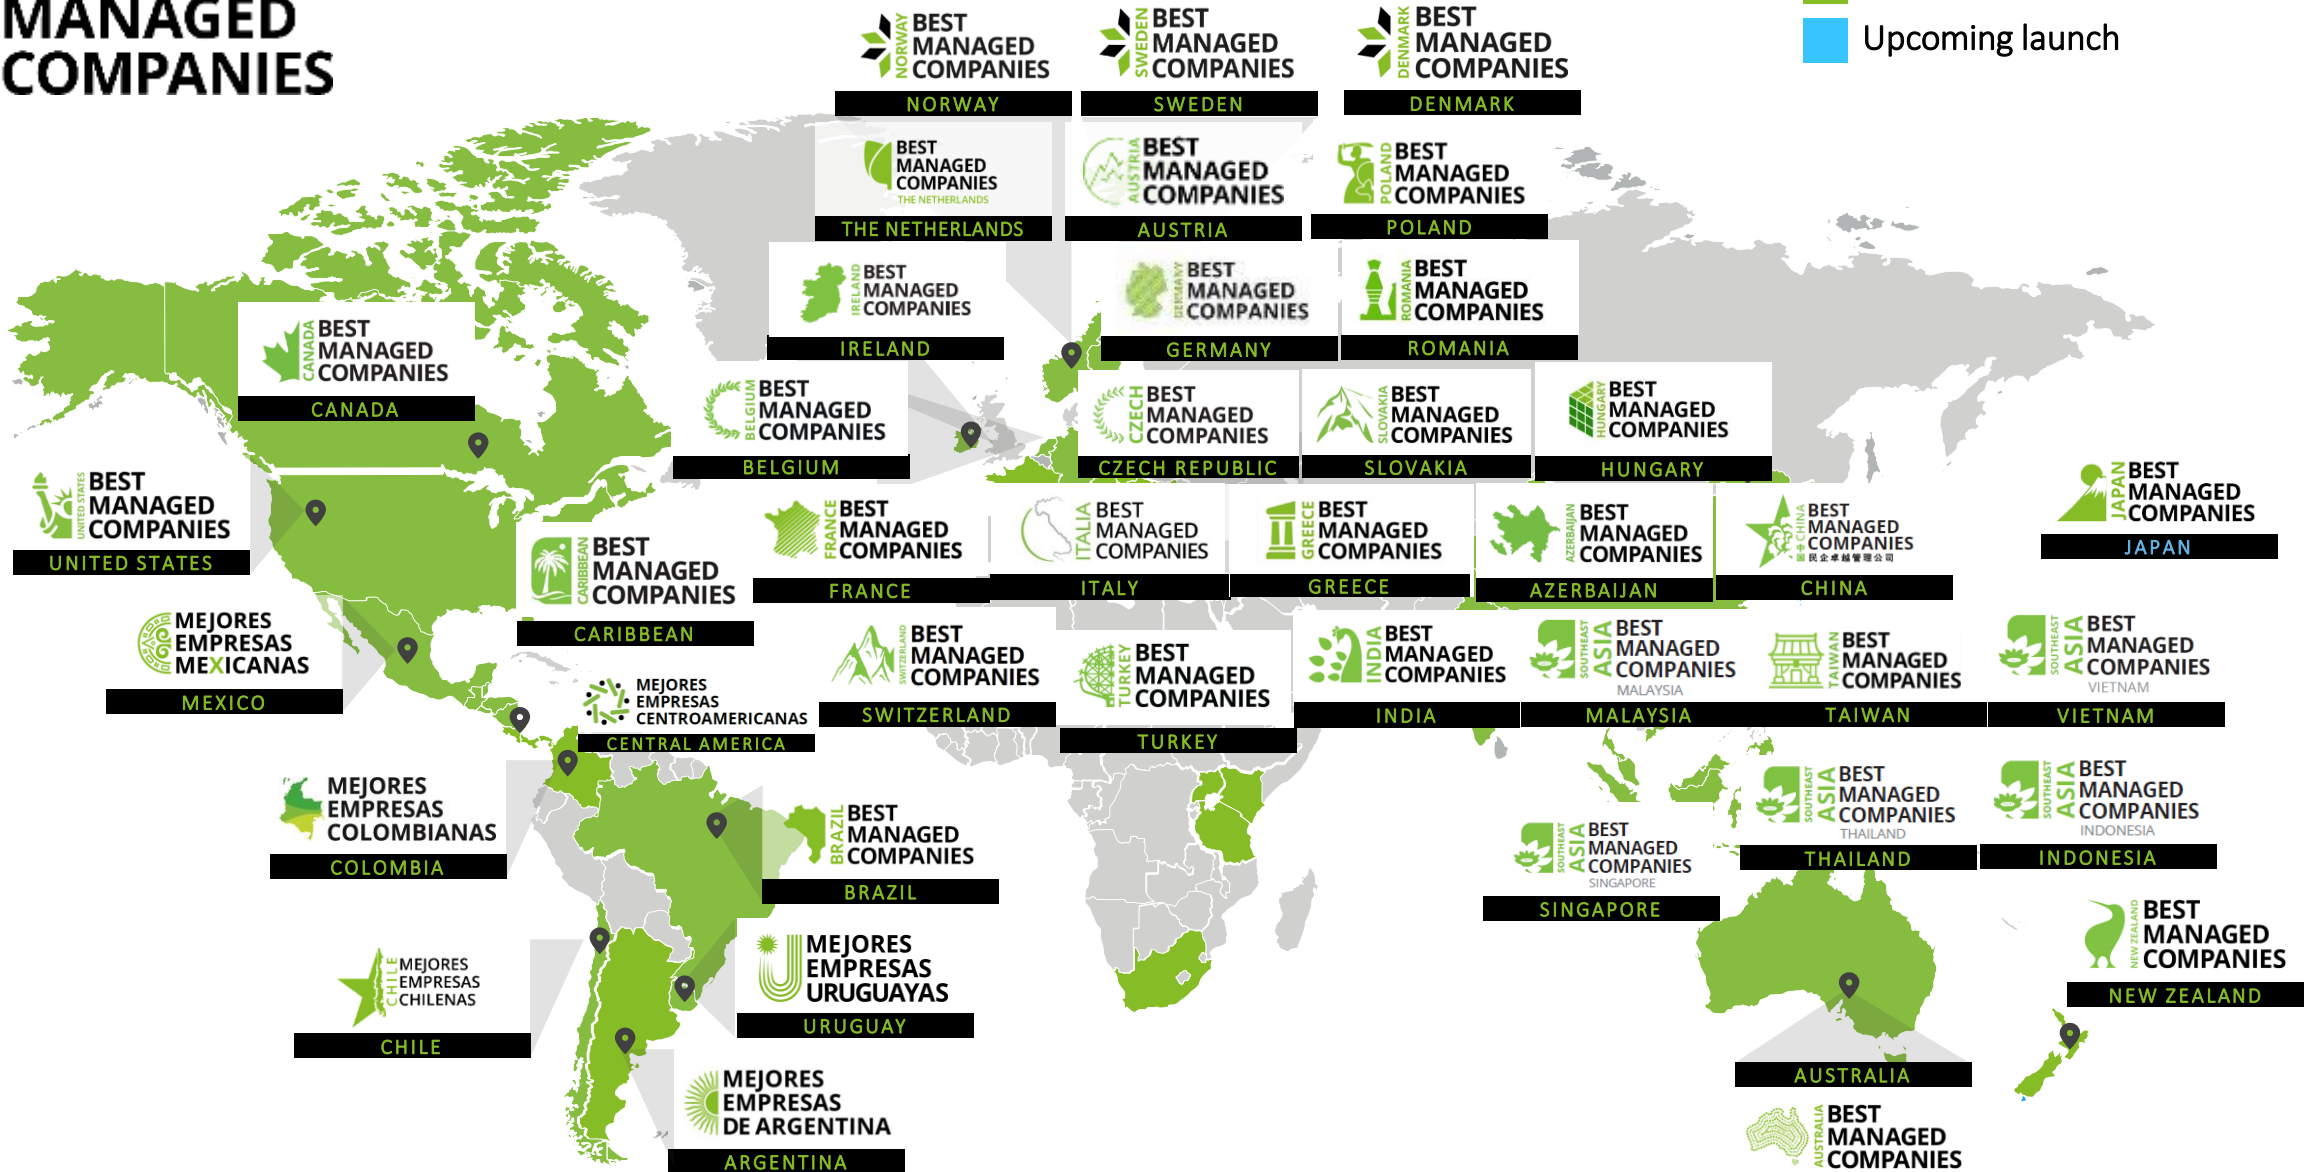 MANAGED
COMPANIES
Upcoming launch
NORWAY
BEST
MANAGED
COMPANIES
NORWAY
SWEDEN
BEST
MANAGED
COMPANIES
SWEDEN
DENMARK
BEST
MANAGED
COMPANIES
DENMARK
BEST
MANAGED
COMPANIES
THE NETHERLANDS
THE NETHERLANDS
AUSTRIA
BEST
MANAGED
COMPANIES
AUSTRIA
POLAND
BEST
MANAGED
COMPANIES
POLAND
IRELAND
BEST
MANAGED
COMPANIES
IRELAND
GERMANY
BEST
MANAGED
COMPANIES
GERMANY
ROMANIA
BEST
MANAGED
COMPANIES
ROMANIA
CANADA
BEST
MANAGED
COMPANIES
CANADA
BELGIUM
BEST
MANAGED
COMPANIES
BELGIUM
CZECH
BEST
MANAGED
COMPANIES
CZECH REPUBLIC
SLOVAKIA
BEST
MANAGED
COMPANIES
SLOVAKIA
HUNGARY
BEST
MANAGED
COMPANIES
HUNGARY
UNITED STATES
BEST
MANAGED
COMPANIES
UNITED STATES
CARIBBEAN
BEST
MANAGED
COMPANIES
CARIBBEAN
FRANCE
BEST
MANAGED
COMPANIES
FRANCE
ITALIA
BEST
MANAGED
COMPANIES
ITALY
GREECE
BEST
MANAGED
COMPANIES
GREECE
AZERBAIJAN
BEST
MANAGED
COMPANIES
AZERBAIJAN
CHINA
BEST
MANAGED
COMPANIES
民企卓越管理公司
CHINA
JAPAN
BEST
MANAGED
COMPANIES
JAPAN
MEJORES
EMPRESAS
MEXICANAS
MEXICO
MEJORES
EMPRESAS
CENTROAMERICANAS
CENTRAL AMERICA
SWITZERLAND
BEST
MANAGED
COMPANIES
SWITZERLAND
TURKEY
BEST
MANAGED
COMPANIES
TURKEY
INDIA
BEST
MANAGED
COMPANIES
INDIA
SOUTHEAST
ASIA
BEST
MANAGED
COMPANIES
MALAYSIA
MALAYSIA
TAIWAN
BEST
MANAGED
COMPANIES
TAIWAN
SOUTHEAST
ASIA
BEST
MANAGED
COMPANIES
VIETNAM
VIETNAM
MEJORES
EMPRESAS
COLOMBIANAS
COLOMBIA
BRAZIL
BEST
MANAGED
COMPANIES
BRAZIL
SOUTHEAST
ASIA
BEST
MANAGED
COMPANIES
SINGAPORE
SINGAPORE
SOUTHEAST
ASIA
BEST
MANAGED
COMPANIES
THAILAND
THAILAND
SOUTHEAST
ASIA
BEST
MANAGED
COMPANIES
INDONESIA
INDONESIA
CHILE
MEJORES
EMPRESAS
CHILENAS
CHILE
MEJORES
EMPRESAS
URUGUAYAS
URUGUAY
NEW ZEALAND
BEST
MANAGED
COMPANIES
NEW ZEALAND
MEJORES
EMPRESAS
DE ARGENTINA
ARGENTINA
AUSTRALIA
AUSTRALIA
BEST
MANAGED
COMPANIES